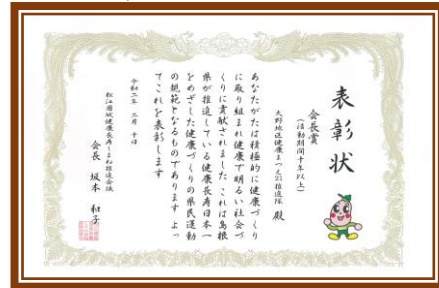 表彰状
会長賞
(活動期間十年以上)
大野地区健康まつえ21推進隊 殿
あなたがたは積極的に健康づくり
に取り組まれ健康で明るい社会づ
くりに貢献されました これは島根
県が推進している健康長寿日本一
をめざした健康づくりの県民運動
の規範となるものであります よっ
てこれを表彰します
令和二年 三月 十日
松江圏域健康長寿しまね推進会議
会長 坂本 和子